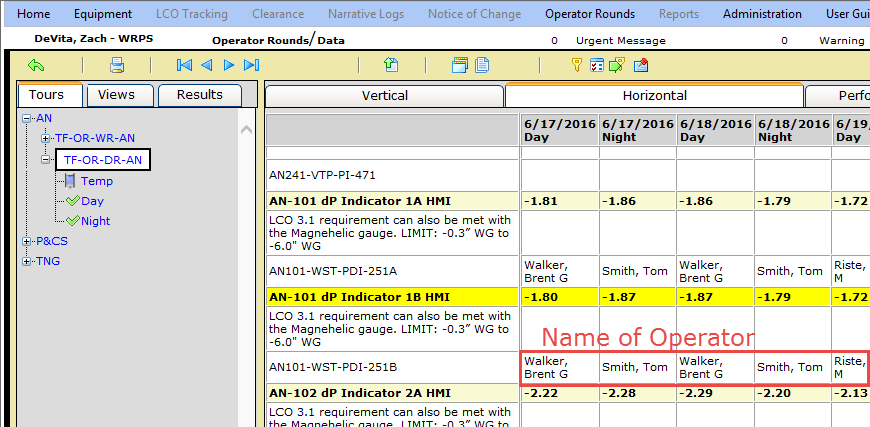 Home Equipment LCO Tracking Clearance Narrative Logs Notice of Change Operator Rounds Reports Administration User Gui
DeVita, Zach - WRPS Operator Rounds/Data 0 Urgent Message 0 Warning
Tours Views Results
Vertical Horizontal Perfo
AN
TF-OR-WR-AN
TF-OR-DR-AN
Temp
Day
Night
P&CS
TNG
6/17/2016 6/17/2016 6/18/2016 6/18/2016 6/19/
Day Night Day Night Day
AN241-VTP-PI-471
AN-101 dP Indicator 1A HMI -1.81 -1.86 -1.86 -1.79 -1.72
LCO 3.1 requirement can also be met with
the Magnehelic gauge. LIMIT: -0.3” WG to
-6.0" WG
AN101-WST-PDI-251A
Walker, Smith, Tom Walker, Smith, Tom Riste,
Brent G Brent G M
AN-101 dP Indicator 1B HMI -1.80 -1.87 -1.87 -1.79 -1.72
LCO 3.1 requirement can also be met with
the Magnehelic gauge. LIMIT: -0.3” WG to
-6.0" WG
Name of Operator
AN101-WST-PDI-251B
Walker, Smith, Tom Walker, Smith, Tom Riste,
Brent G Brent G M
AN-102 dP Indicator 2A HMI -2.22 -2.28 -2.29 -2.20 -2.13
LCO 3.1 requirement can also be met with
the Magnehelic gauge. LIMIT: -0.3” WG to